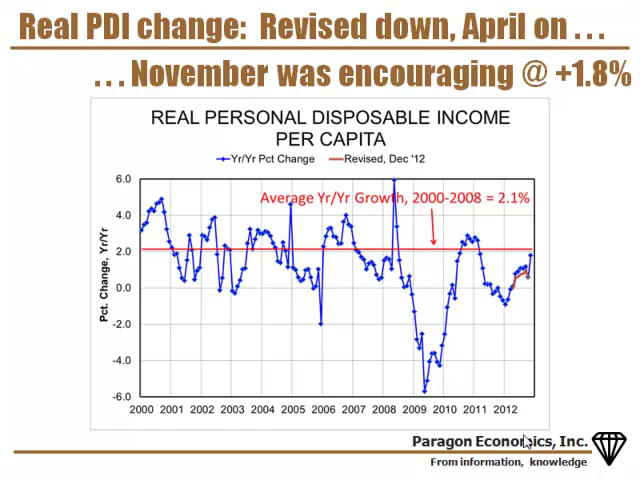 Real PDI change:  Revised down, April on . . .
. . . November was encouraging @ +1.8%
REAL PERSONAL DISPOSABLE INCOME
PER CAPITA
Yr/Yr Pct Change
Revised, Dec '12
Average Yr/Yr Growth, 2000-2008 = 2.1%
Pct. Change, Yr/Yr
6.0
4.0
2.0
0.0
-2.0
-4.0
-6.0
2000 2001 2002 2003 2004 2005 2006 2007 2008 2009 2010 2011 2012
Paragon Economics, Inc.
From information, knowledge